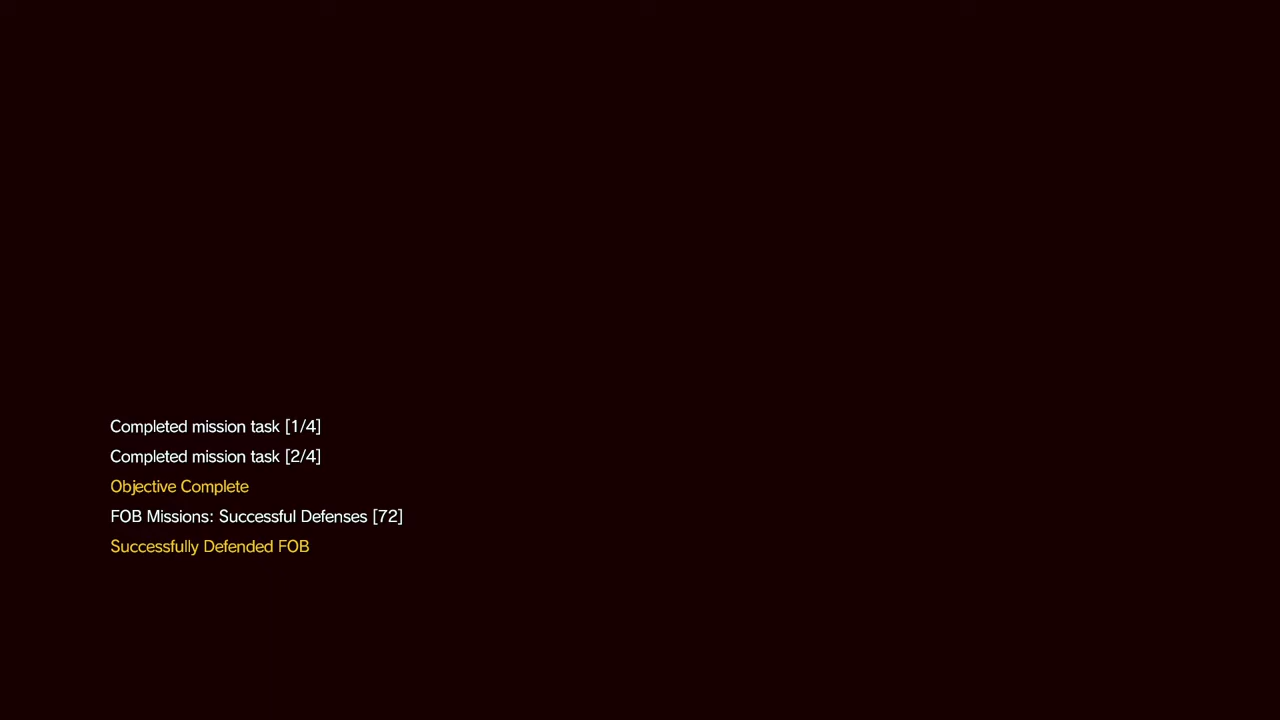 Completed mission task [1/4]
Completed mission task [2/4]
Objective Complete
FOB Missions: Successful Defenses [72]
Successfully Defended FOB